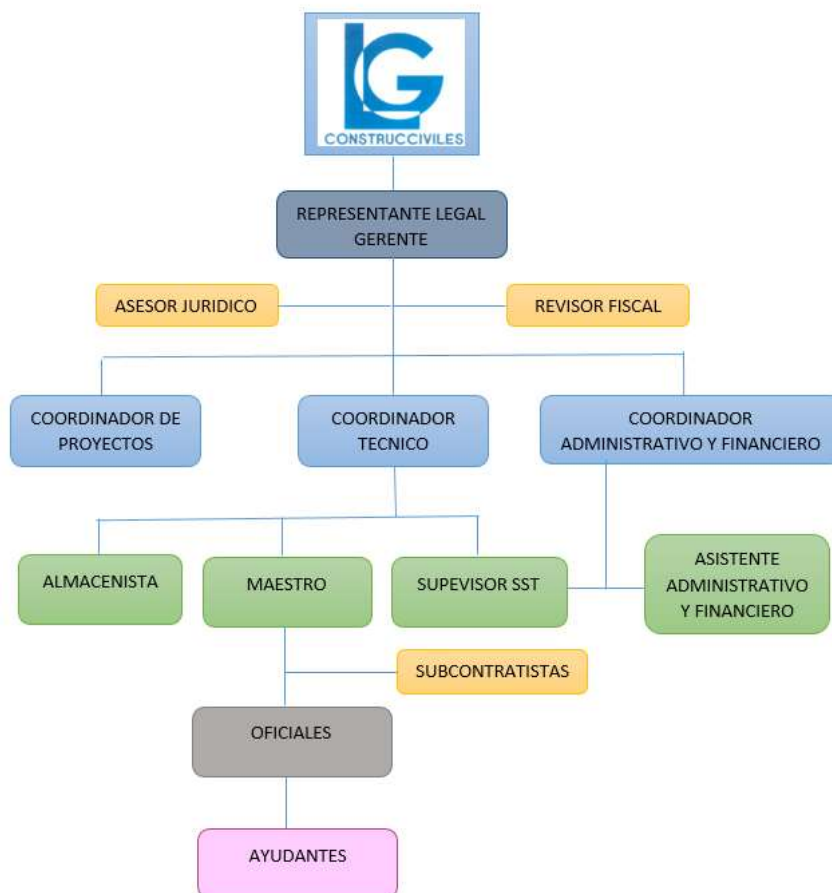 LG
CONSTRUCCIVILES
REPRESENTANTE LEGAL
GERENTE
ASESOR JURIDICO
REVISOR FISCAL
COORDINADOR DE
PROYECTOS
COORDINADOR
TECNICO
COORDINADOR
ADMINISTRATIVO Y FINANCIERO
ALMACENISTA
MAESTRO
SUPEVISOR SST
ASISTENTE
ADMINISTRATIVO
Y FINANCIERO
SUBCONTRATISTAS
OFICIALES
AYUDANTES